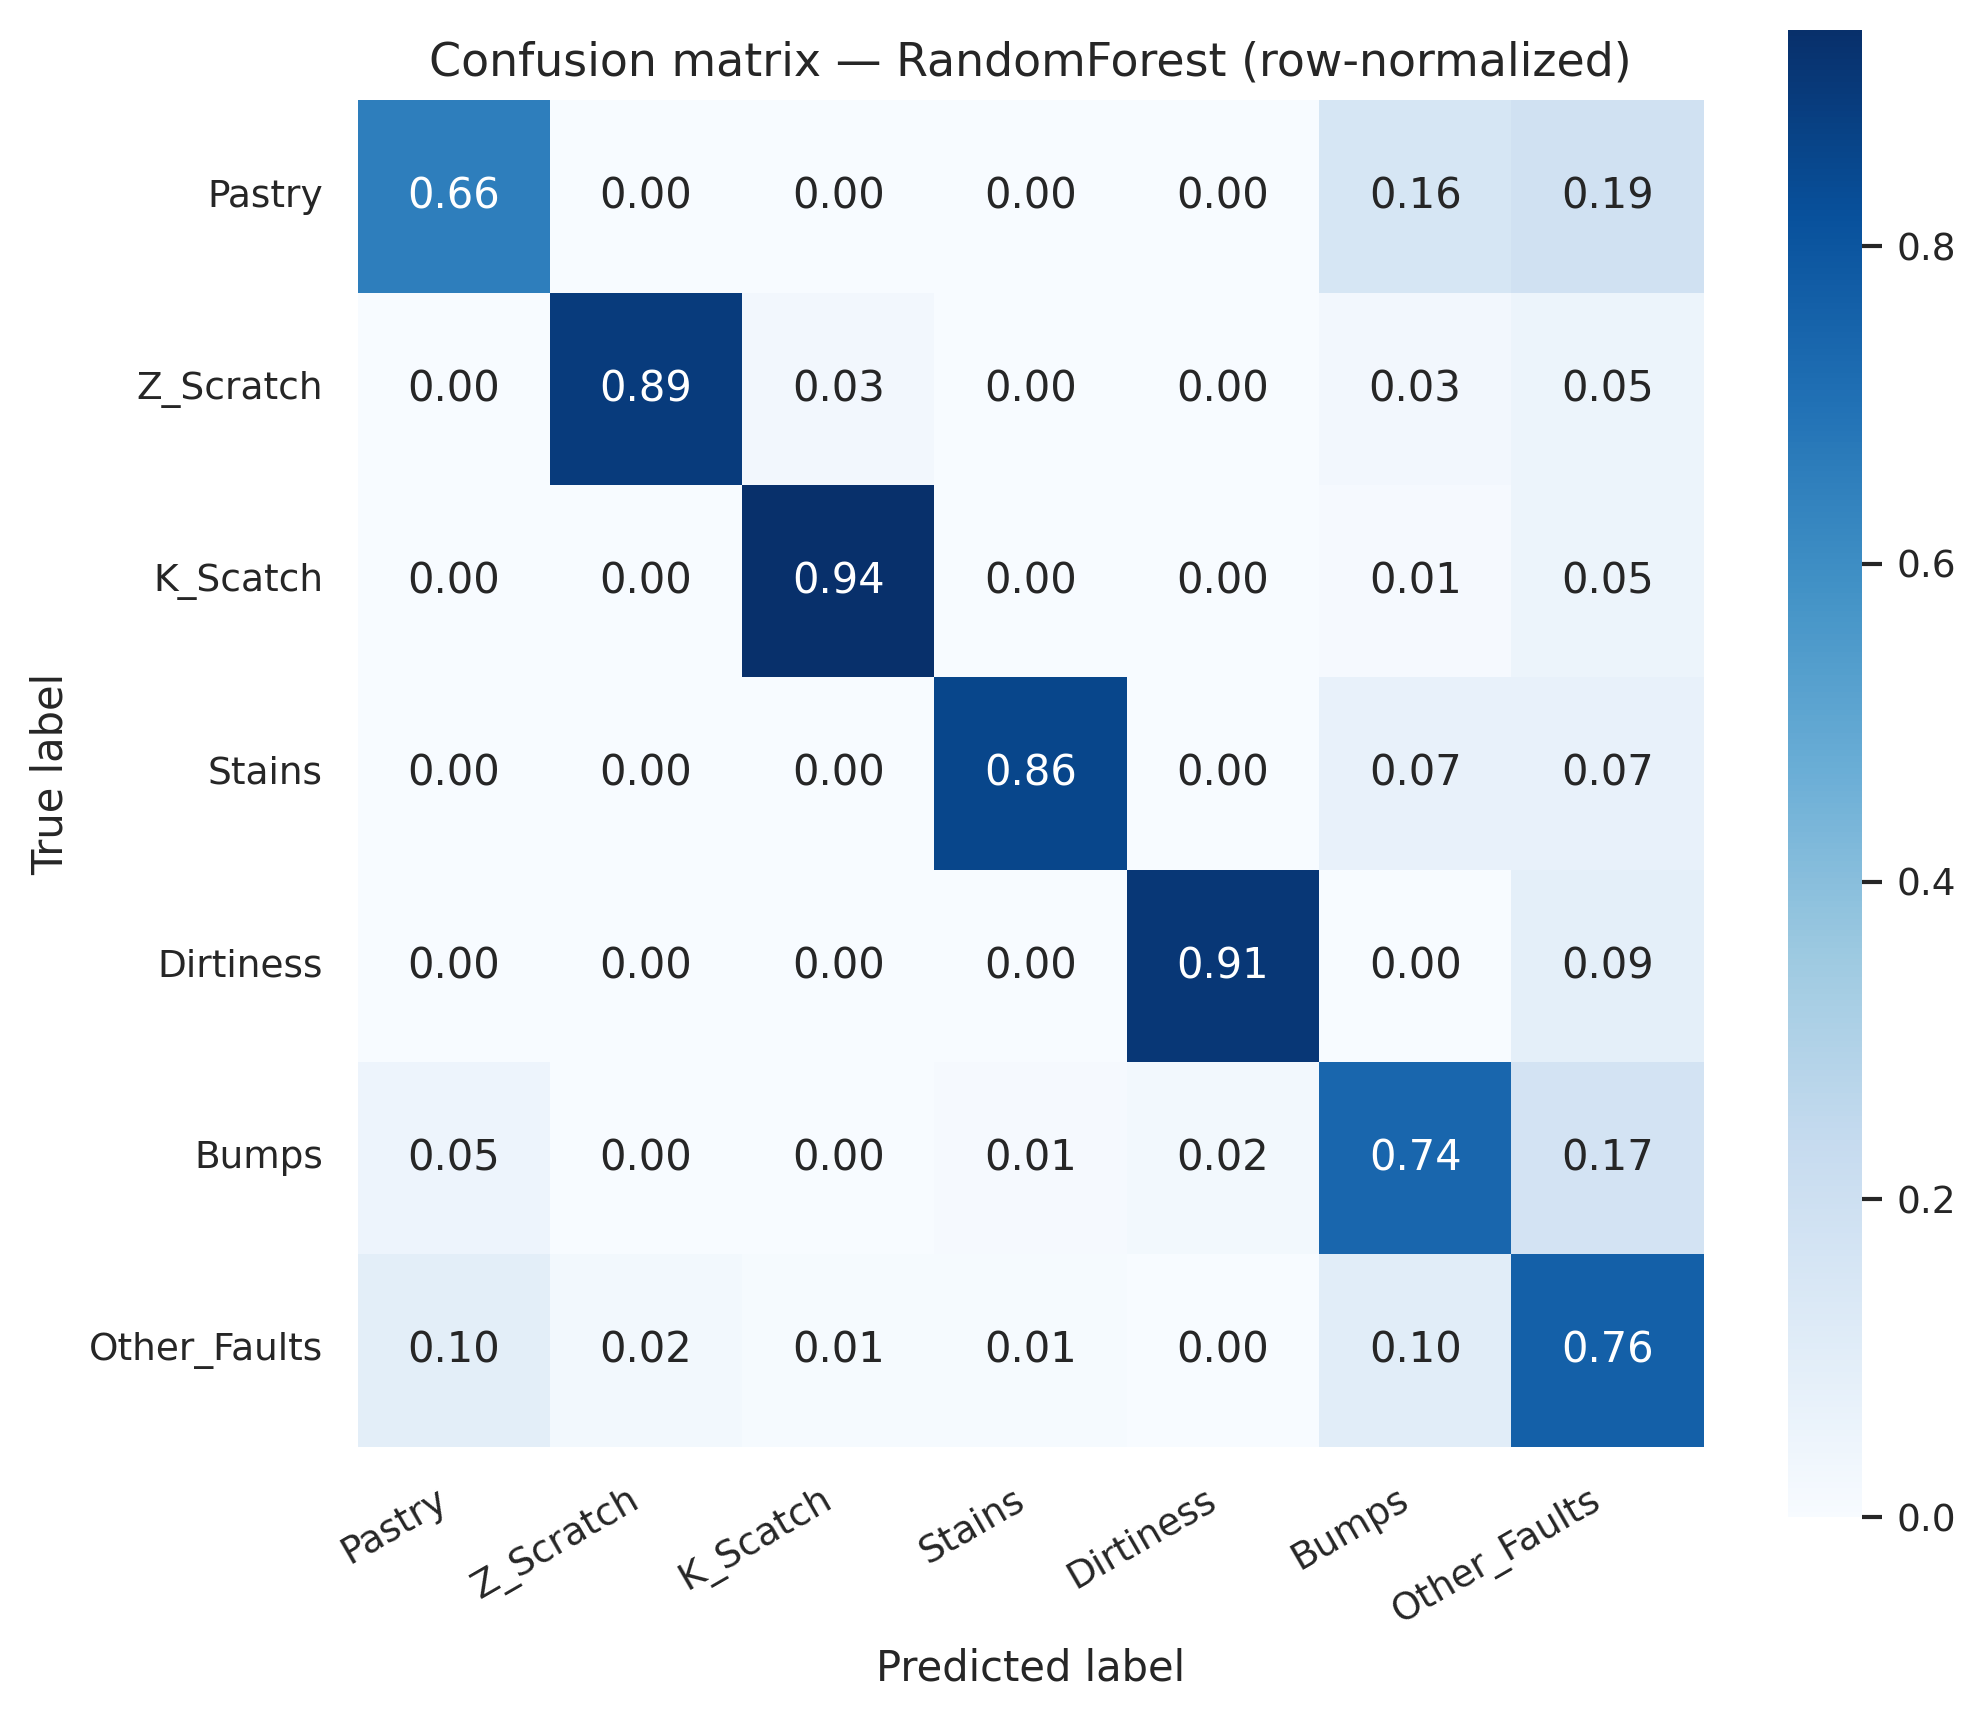 Confusion matrix — RandomForest (row-normalized)
Pastry 0.66 0.00 0.00 0.00 0.00 0.16 0.19
Z_Scratch 0.00 0.89 0.03 0.00 0.00 0.03 0.05
K_Scatch 0.00 0.00 0.94 0.00 0.00 0.01 0.05
Stains 0.00 0.00 0.00 0.86 0.00 0.07 0.07
Dirtiness 0.00 0.00 0.00 0.00 0.91 0.00 0.09
Bumps 0.05 0.00 0.00 0.01 0.02 0.74 0.17
Other_Faults 0.10 0.02 0.01 0.01 0.00 0.10 0.76
True label
Pastry Z_Scratch K_Scatch Stains Dirtiness Bumps Other_Faults
Predicted label
0.8
0.6
0.4
0.2
0.0